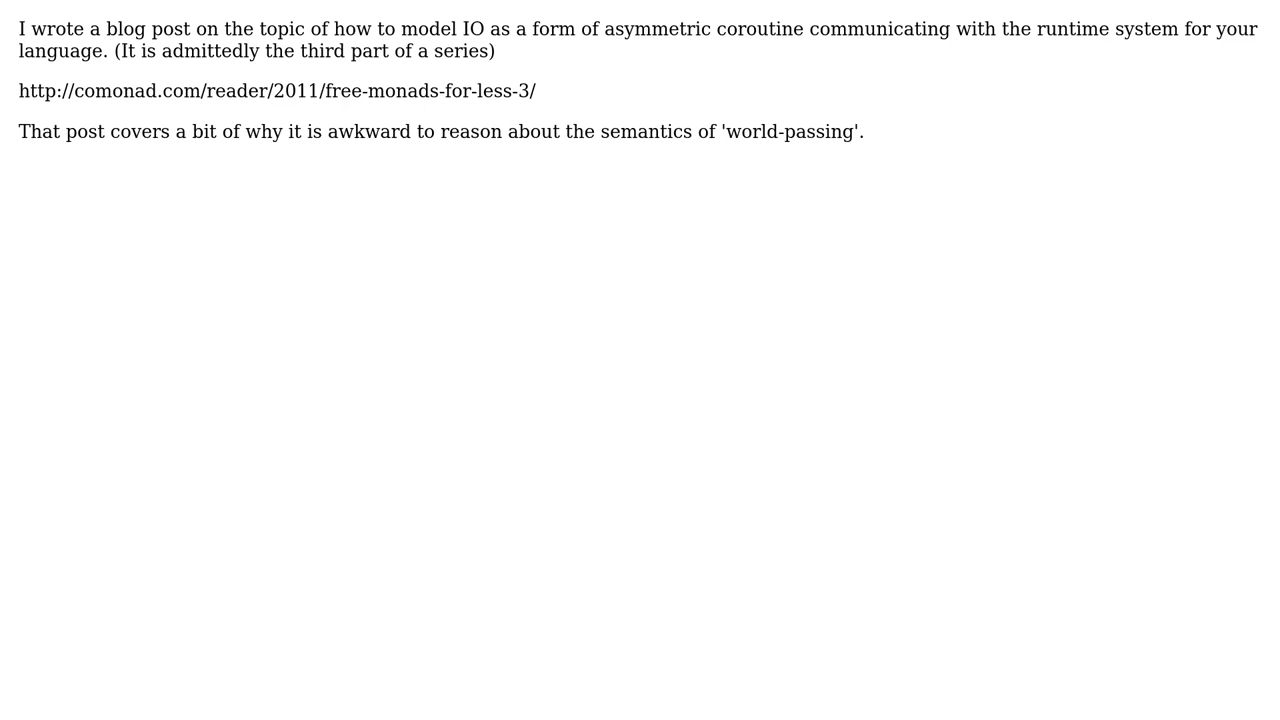 I wrote a blog post on the topic of how to model IO as a form of asymmetric coroutine communicating with the runtime system for your
language. (It is admittedly the third part of a series)
http://comonad.com/reader/2011/free-monads-for-less-3/
That post covers a bit of why it is awkward to reason about the semantics of 'world-passing'.